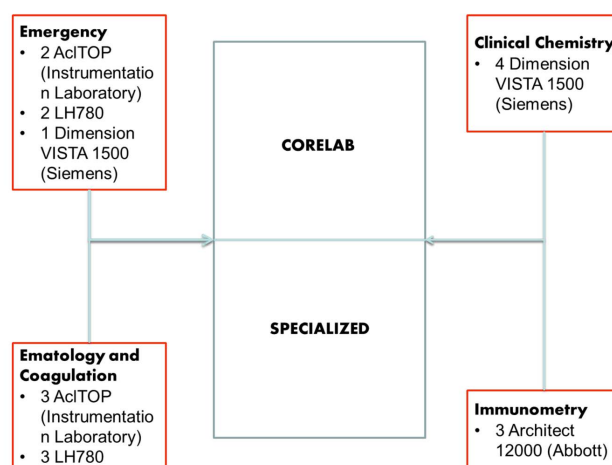 Emergency
• 2 AclTOP
(Instrumentatio
n Laboratory)
• 2 LH780
• 1 Dimension
VISTA 1500
(Siemens)
Clinical Chemistry
• 4 Dimension
VISTA 1500
(Siemens)
CORELAB
SPECIALIZED
Ematology and
Coagulation
• 3 AclTOP
(Instrumentatio
n Laboratory)
• 3 LH780
Immunometry
• 3 Architect
12000 (Abbott)